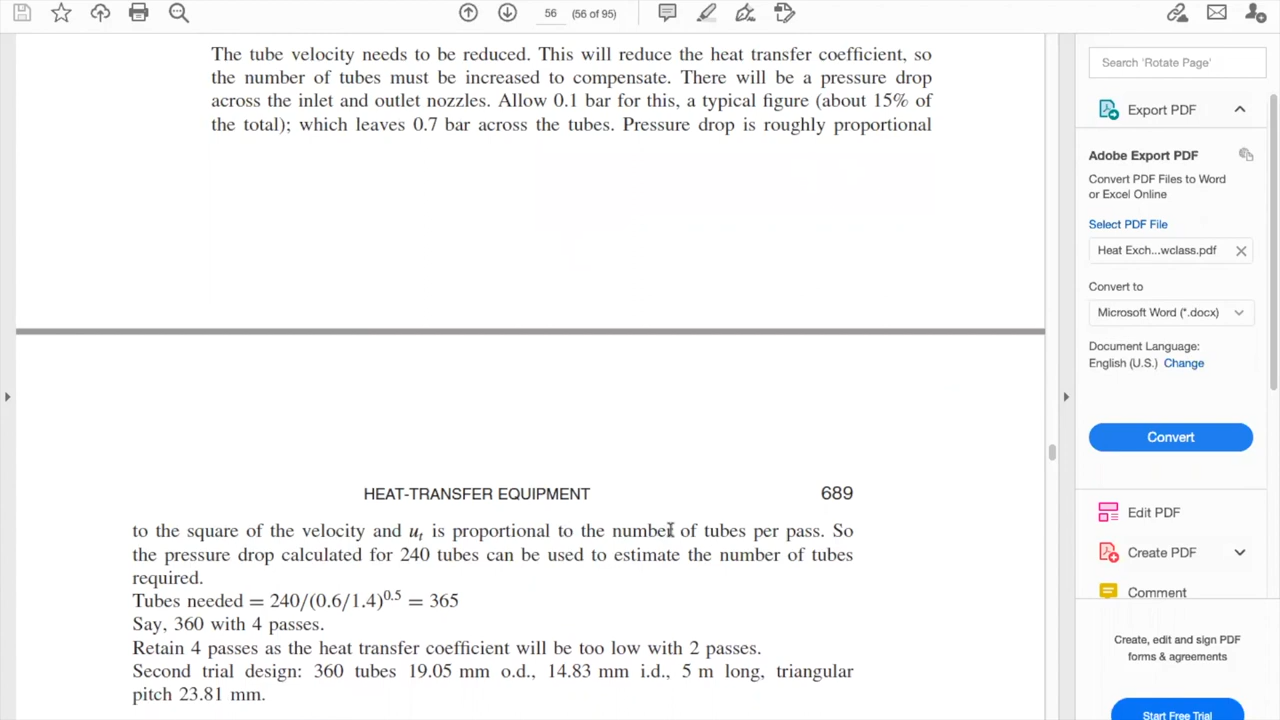 56
(56 of 95)
The tube velocity needs to be reduced. This will reduce the heat transfer coefficient, so
the number of tubes must be increased to compensate. There will be a pressure drop
across the inlet and outlet nozzles. Allow 0.1 bar for this, a typical figure (about 15% of
the total); which leaves 0.7 bar across the tubes. Pressure drop is roughly proportional
HEAT-TRANSFER EQUIPMENT 689
to the square of the velocity and uₜ is proportional to the number of tubes per pass. So
the pressure drop calculated for 240 tubes can be used to estimate the number of tubes
required.
Tubes needed = 240/(0.6/1.4)^0.5 = 365
Say, 360 with 4 passes.
Retain 4 passes as the heat transfer coefficient will be too low with 2 passes.
Second trial design: 360 tubes 19.05 mm o.d., 14.83 mm i.d., 5 m long, triangular
pitch 23.81 mm.
Search 'Rotate Page'
Export PDF
Adobe Export PDF
Convert PDF Files to Word
or Excel Online
Select PDF File
Heat Exch...wclass.pdf
Convert to
Microsoft Word (*.docx)
Document Language:
English (U.S.) Change
Convert
Edit PDF
Create PDF
Comment
Create, edit and sign PDF
forms & agreements
Start Free Trial